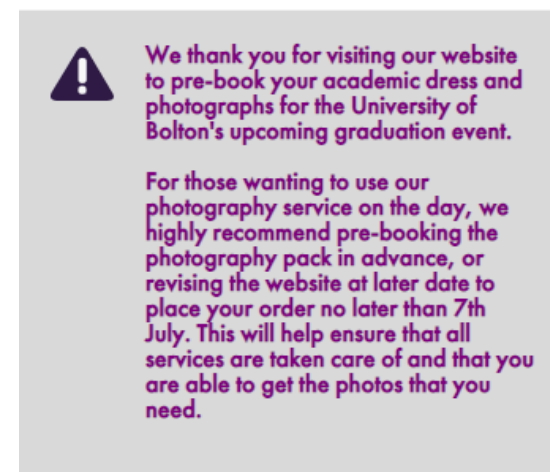 We thank you for visiting our website
to pre-book your academic dress and
photographs for the University of
Bolton's upcoming graduation event.
For those wanting to use our
photography service on the day, we
highly recommend pre-booking the
photography pack in advance, or
revising the website at later date to
place your order no later than 7th
July. This will help ensure that all
services are taken care of and that you
are able to get the photos that you
need.